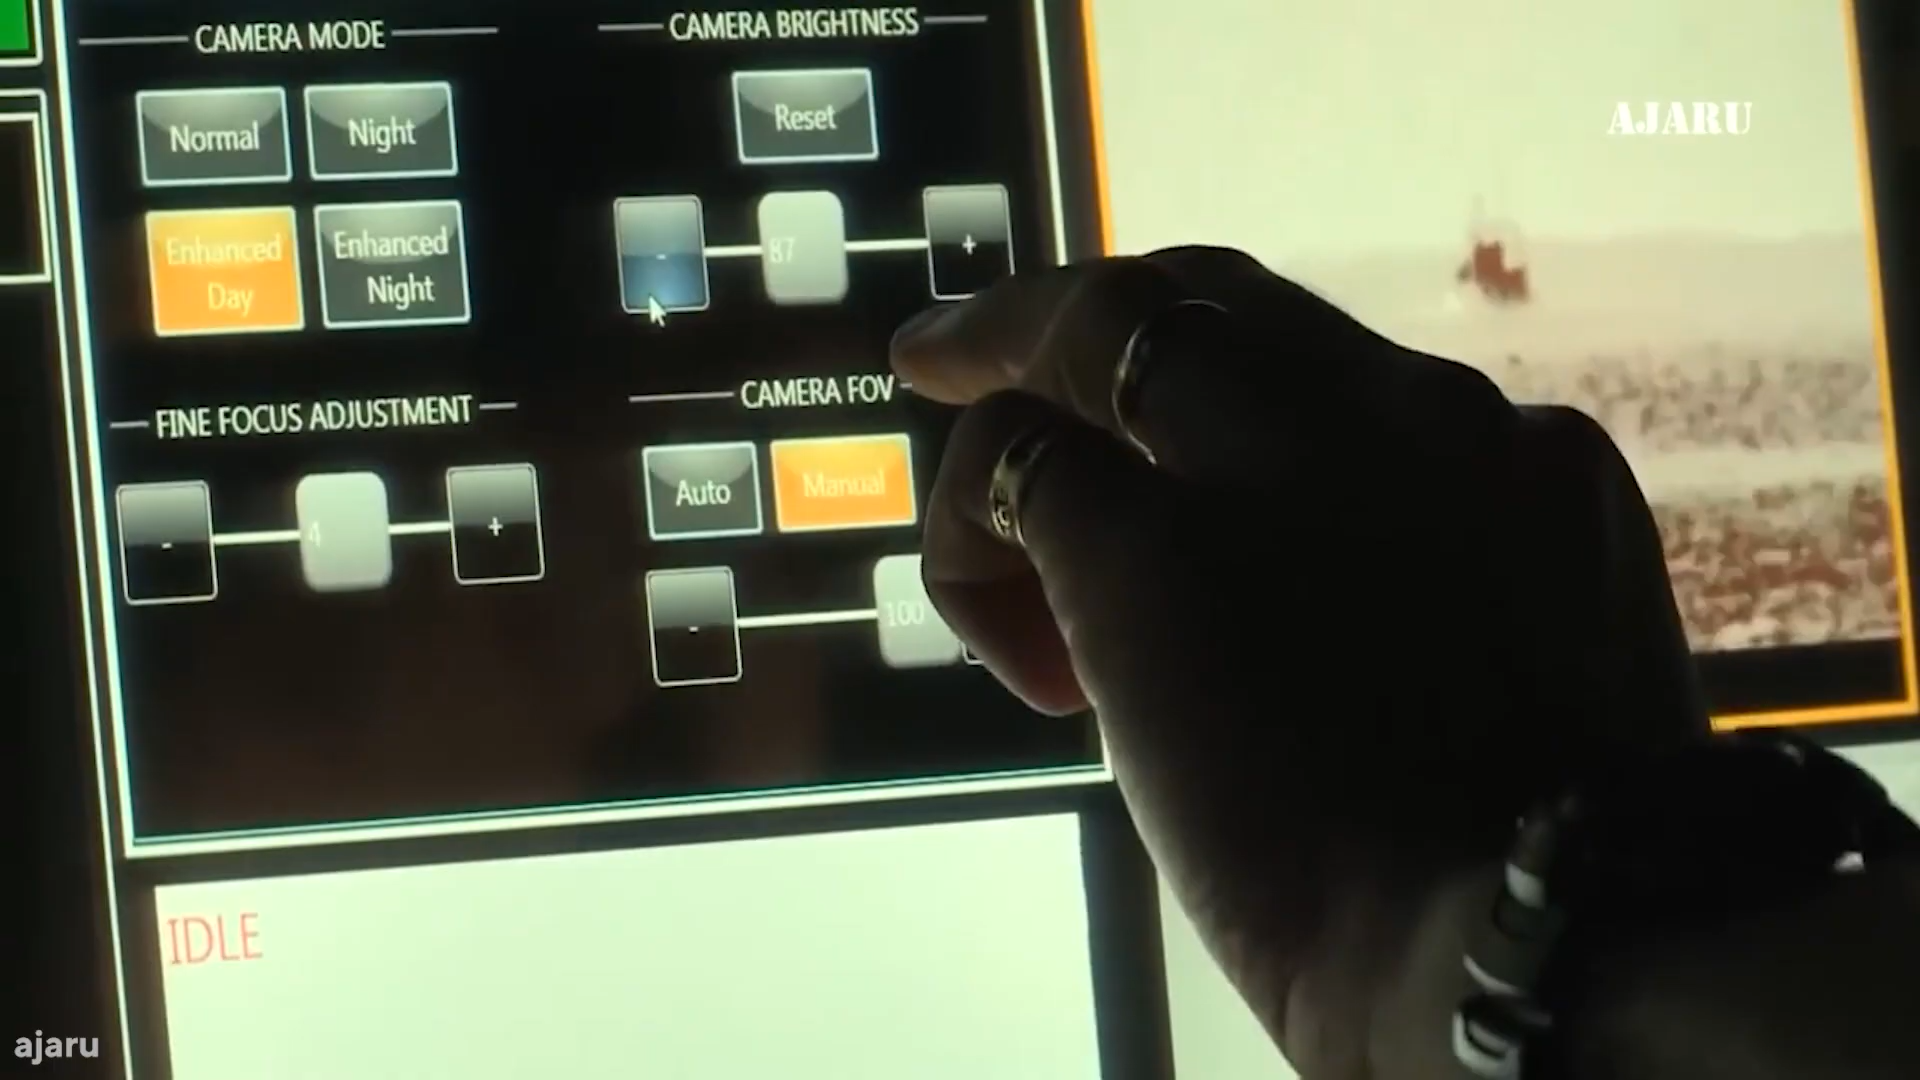 CAMERA MODE
Normal
Night
Enhanced
Day
Enhanced
Night
CAMERA BRIGHTNESS
Reset
-
87
+
FINE FOCUS ADJUSTMENT
-
4
+
CAMERA FOV
Auto
Manual
-
100
IDLE
AJARU
ajaru